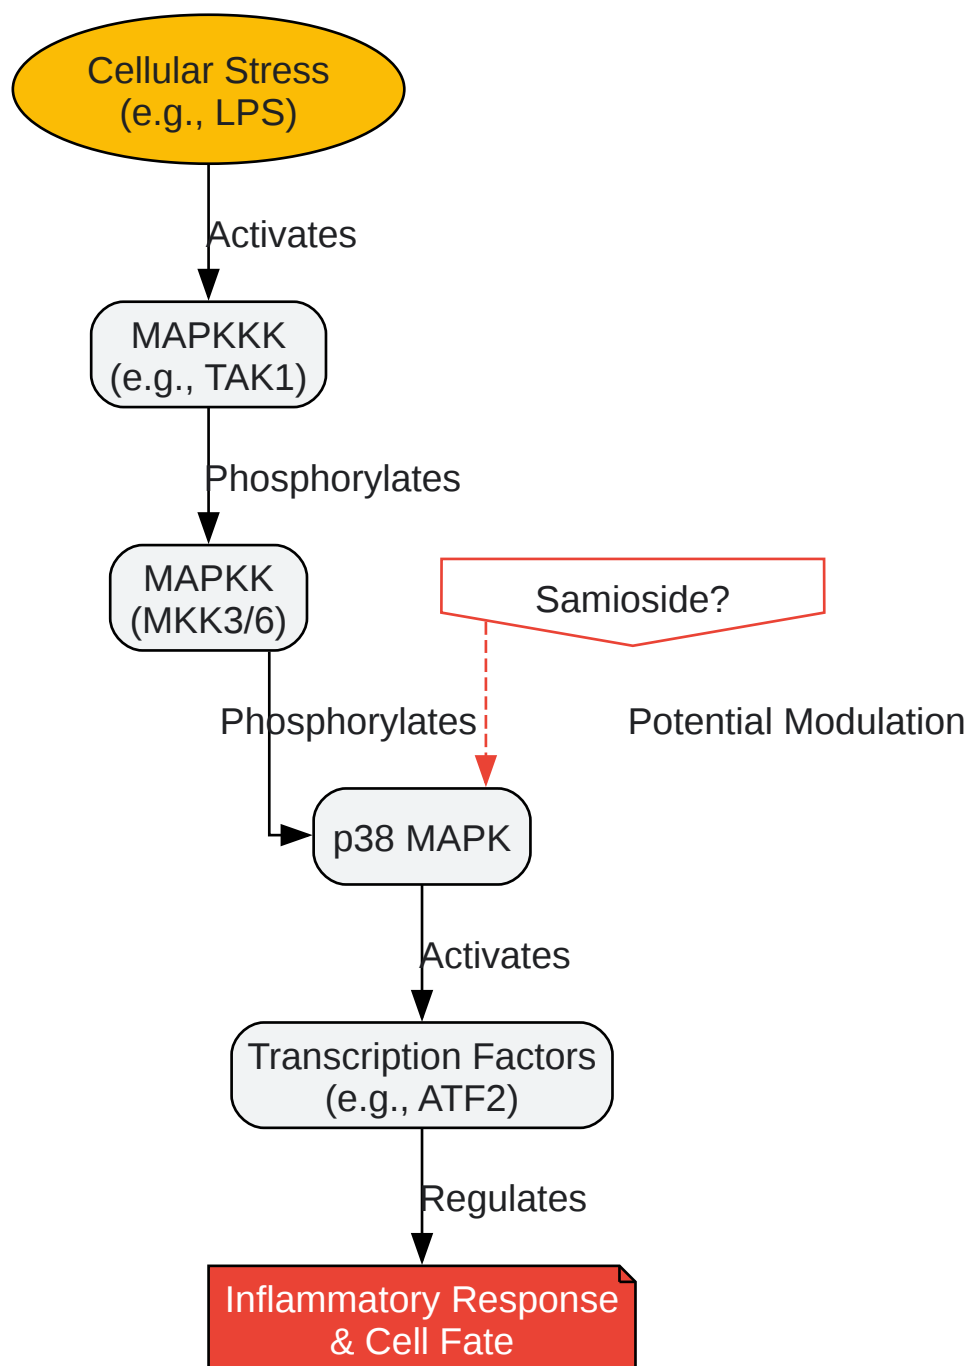 Cellular Stress
(e.g., LPS)
Activates
MAPKKK
(e.g., TAK1)
Phosphorylates
MAPKK
(MKK3/6)
Samioside?
Phosphorylates
Potential Modulation
p38 MAPK
Activates
Transcription Factors
(e.g., ATF2)
Regulates
Inflammatory Response
& Cell Fate